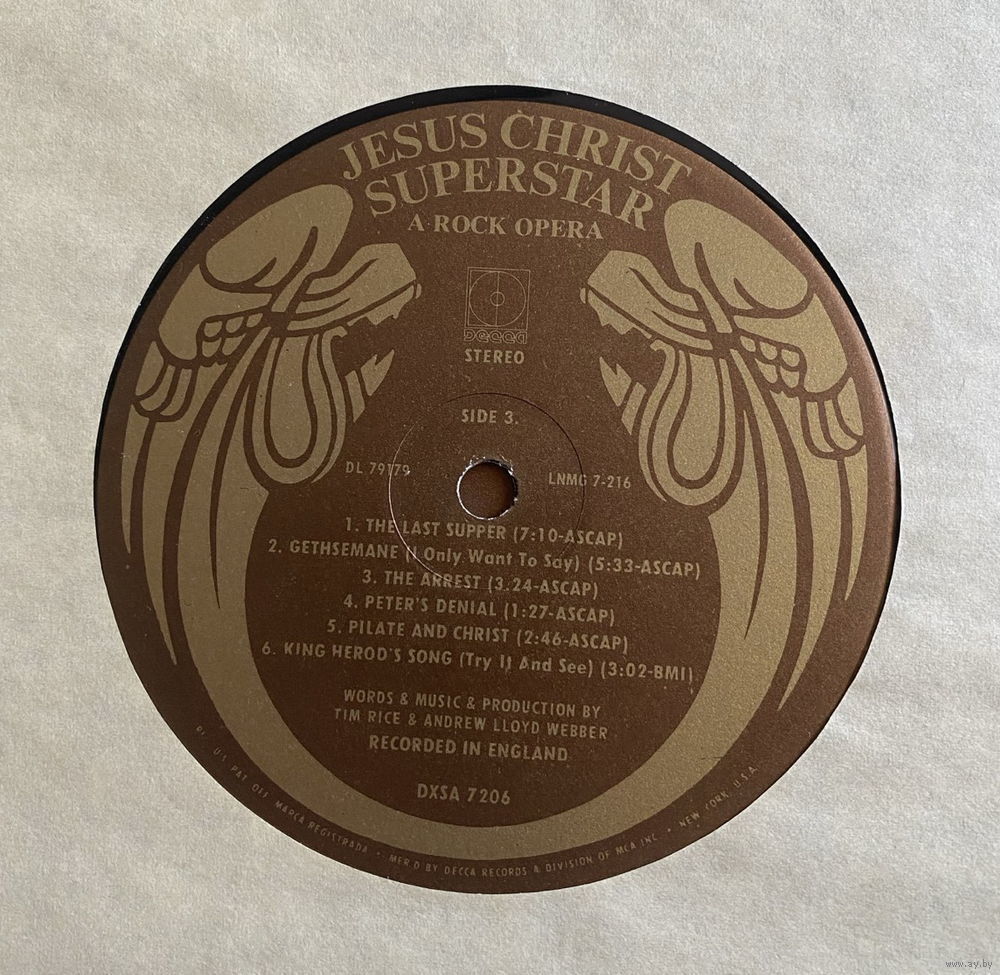 JESUS CHRIST
SUPERSTAR
A ROCK OPERA
DECCA
STEREO
SIDE 3.
DL 79179
LNMG 7-216
1. THE LAST SUPPER (7:10-ASCAP)
2. GETHSEMANE (I Only Want To Say) (5:33-ASCAP)
3. THE ARREST (3.24-ASCAP)
4. PETER'S DENIAL (1:27-ASCAP)
5. PILATE AND CHRIST (2:46-ASCAP)
6. KING HEROD'S SONG (Try It And See) (3:02-BMI)
WORDS & MUSIC & PRODUCTION BY
TIM RICE & ANDREW LLOYD WEBBER
RECORDED IN ENGLAND
DXSA 7206
U.S. PAT. OFF. MARCA REGISTRADA • MFR'D BY DECCA RECORDS A DIVISION OF MCA INC. • NEW YORK, U.S.A.
www.ay.by